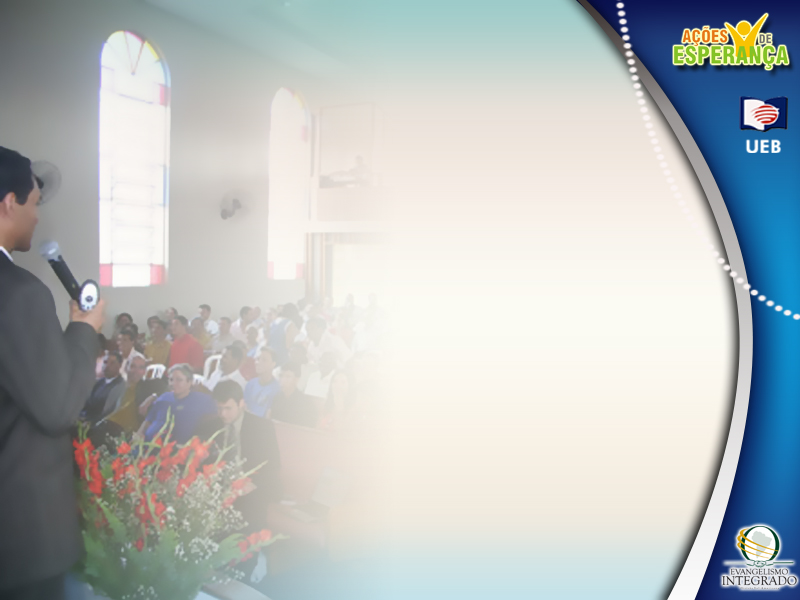 AÇÕES DE
ESPERANÇA
UEB
EVANGELISMO
INTEGRADO